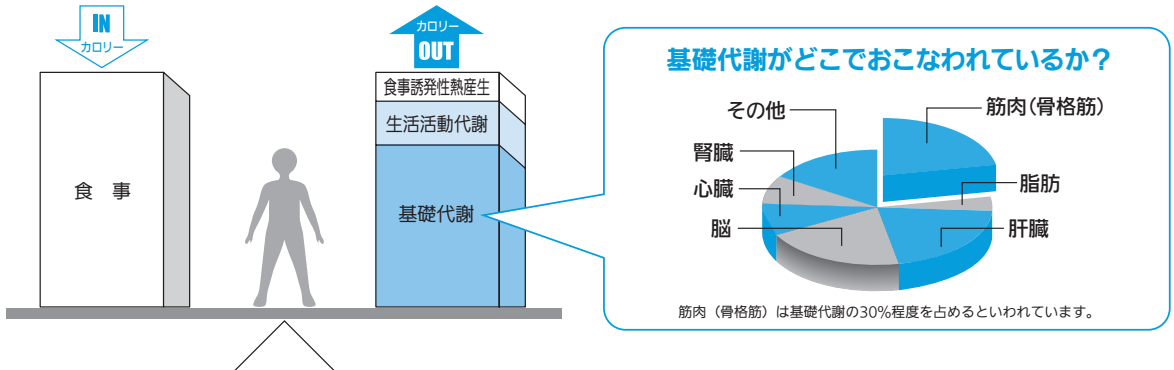 IN
カロリー
食事
カロリー
OUT
食事誘発性熱産生
生活活動代謝
基礎代謝
基礎代謝がどこでおこなわれているか？
筋肉（骨格筋）
脂肪
肝臓
脳
心臓
腎臓
その他
筋肉（骨格筋）は基礎代謝の30%程度を占めるといわれています。